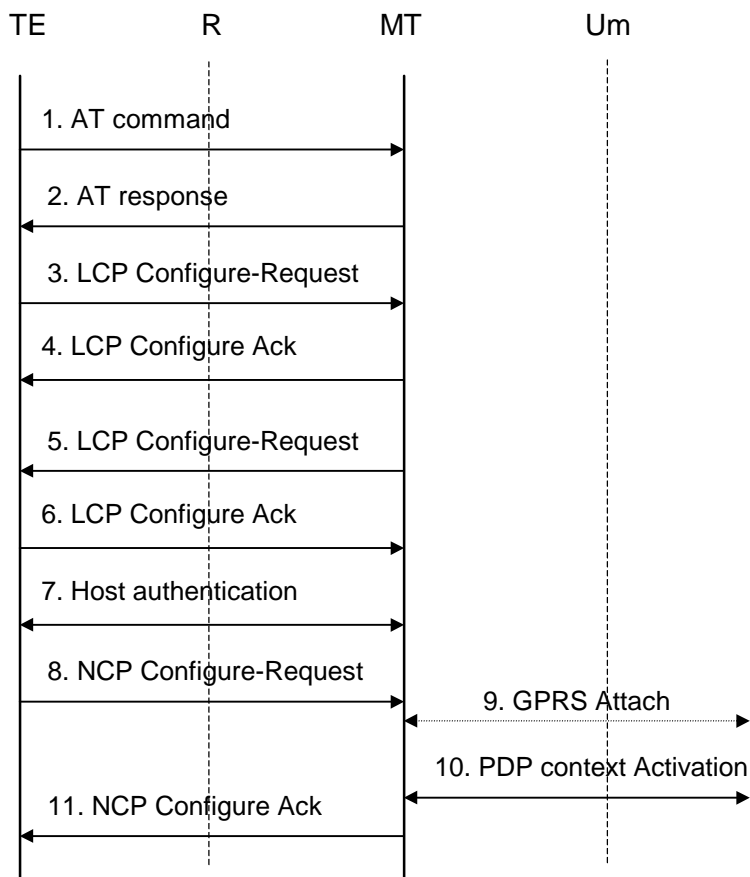 TE R MT Um
1. AT command
2. AT response
3. LCP Configure-Request
4. LCP Configure Ack
5. LCP Configure-Request
6. LCP Configure Ack
7. Host authentication
8. NCP Configure-Request
9. GPRS Attach
10. PDP context Activation
11. NCP Configure Ack